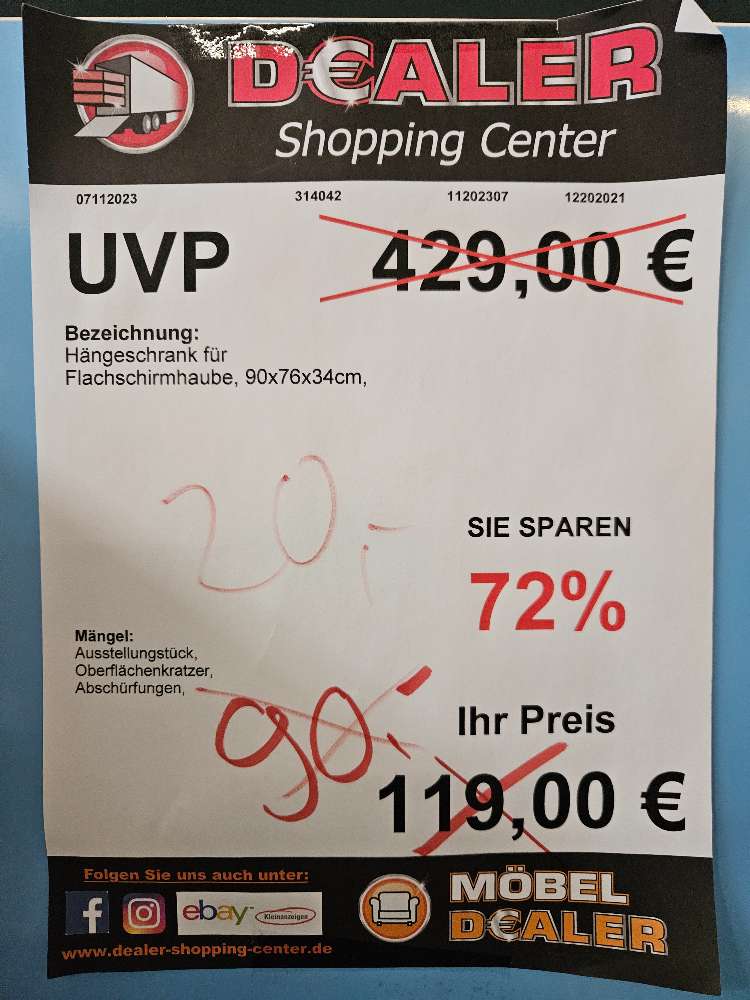 D€ALER
Shopping Center
07112023 314042 11202307 12202021
UVP 429,00 €
Bezeichnung:
Hängeschrank für
Flachschirmhaube, 90x76x34cm,
20,-
SIE SPAREN
72%
Mängel:
Ausstellungstück,
Oberflächenkratzer,
Abschürfungen,
90,-
Ihr Preis
119,00 €
Folgen Sie uns auch unter:
f ebay Kleinanzeigen
www.dealer-shopping-center.de
MÖBEL
D€ALER